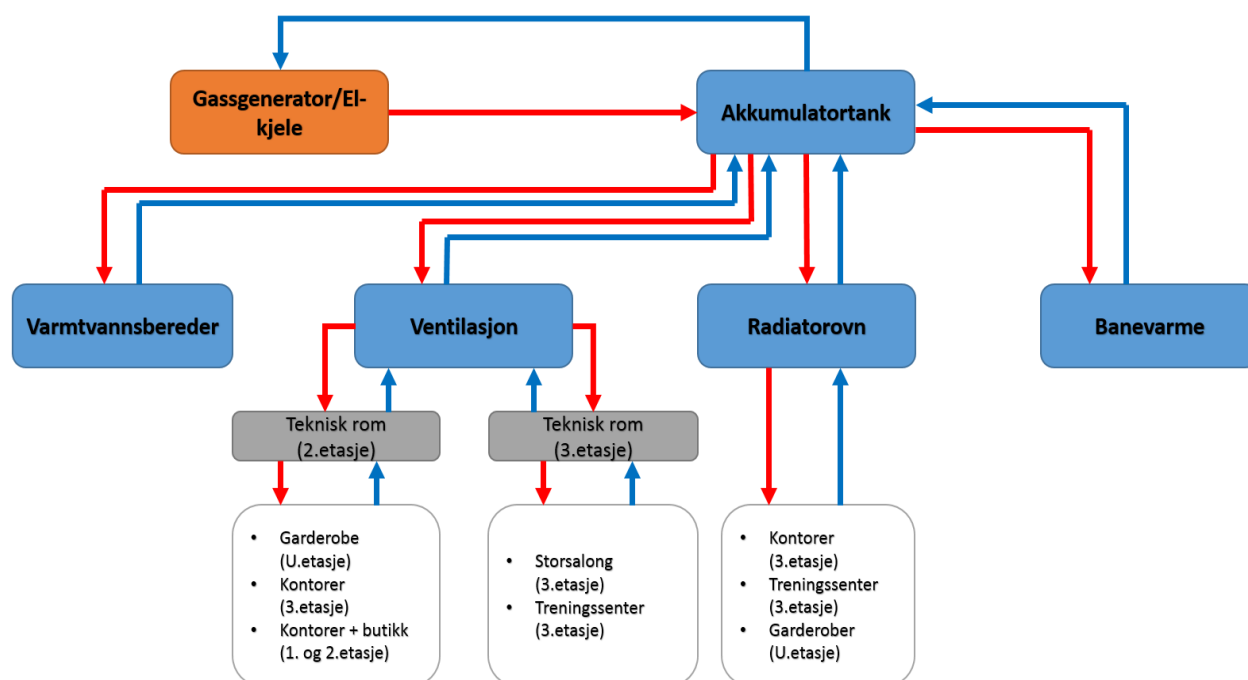 Gassgenerator/El-
kjele
Akkumulatortank
Varmtvannsbereder
Ventilasjon
Radiatorovn
Banevarme
Teknisk rom
(2.etasje)
Teknisk rom
(3.etasje)
• Garderobe
(U.etasje)
• Kontorer
(3.etasje)
• Kontorer + butikk
(1. og 2.etasje)
• Storsalong
(3.etasje)
• Treningssenter
(3.etasje)
• Kontorer
(3.etasje)
• Treningssenter
(3.etasje)
• Garderober
(U.etasje)